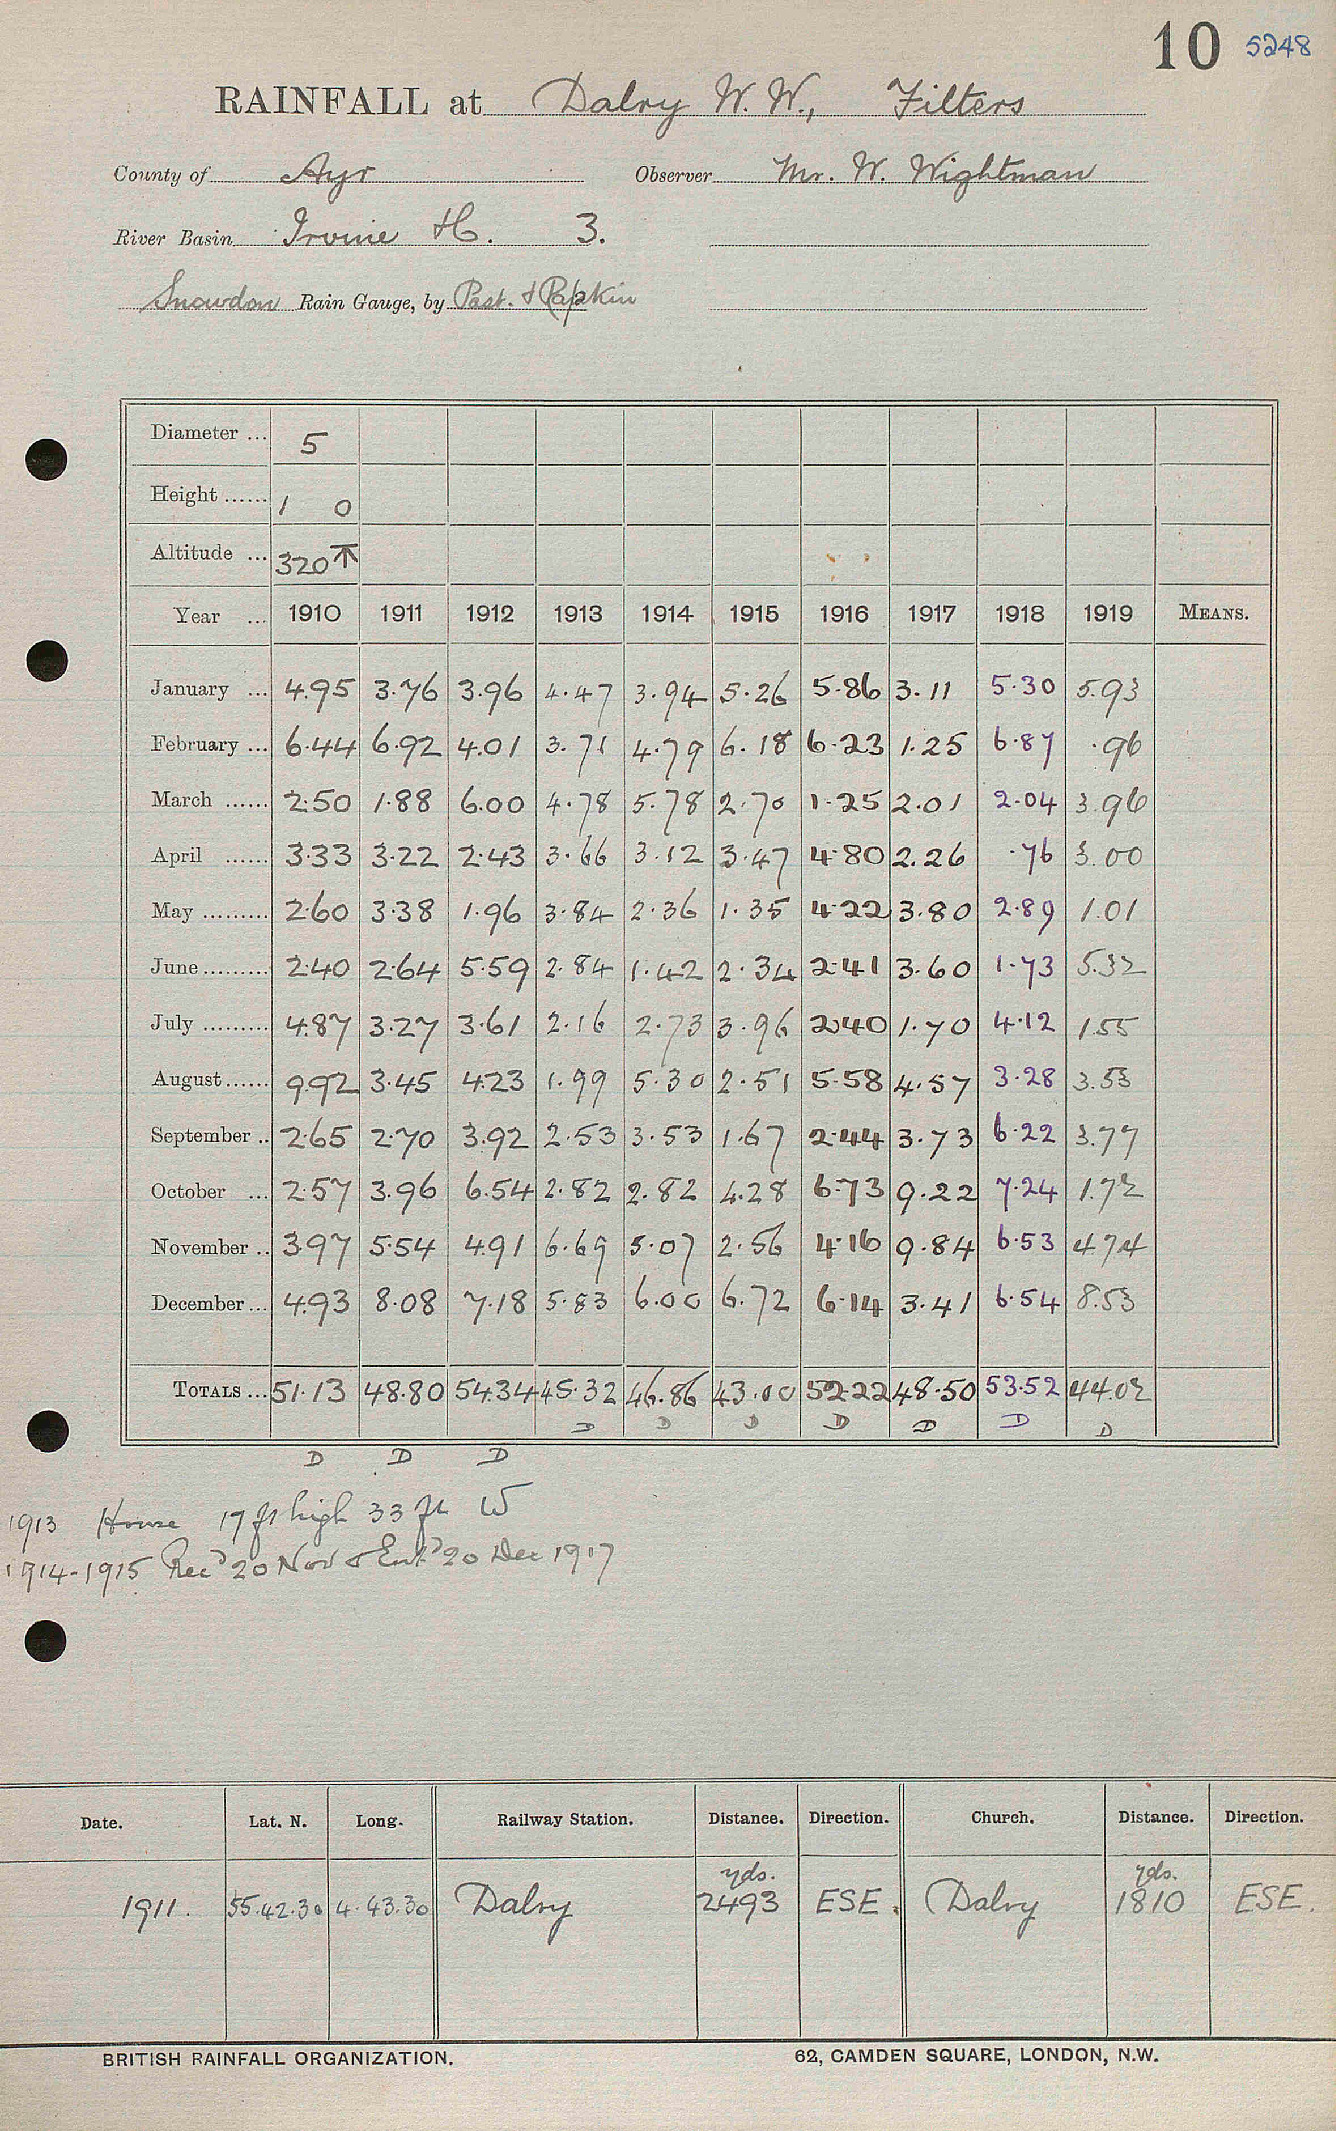 10 5248
RAINFALL at Dalry W.W., Filters
County of Ayr Observer Mr. W. Wightman
River Basin Irvine H. 3.
Snowdon Rain Gauge, by Past. & Papkin
Diameter ... 5
Height ...... 1 0
Altitude ... 320 T
Year ... 1910 1911 1912 1913 1914 1915 1916 1917 1918 1919 MEANS.
January ... 4.95 3.76 3.96 4.47 3.94 5.26 5.86 3.11 5.30 5.93
February ... 6.44 6.92 4.01 3.71 4.79 6.18 6.23 1.25 6.87 .96
March ...... 2.50 1.88 6.00 4.78 5.78 2.70 1.25 2.01 2.04 3.96
April ...... 3.33 3.22 2.43 3.66 3.12 3.47 4.80 2.26 .76 3.00
May ......... 2.60 3.38 1.96 3.84 2.36 1.35 4.22 3.80 2.89 1.01
June ......... 2.40 2.64 5.59 2.84 1.42 2.34 2.41 3.60 1.73 5.32
July ......... 4.87 3.27 3.61 2.16 2.73 3.96 2.40 1.70 4.12 1.55
August ...... 9.92 3.45 4.23 1.99 5.30 2.51 5.58 4.57 3.28 3.53
September .. 2.65 2.70 3.92 2.53 3.53 1.67 2.44 3.73 6.22 3.77
October ... 2.57 3.96 6.54 2.82 2.82 4.28 6.73 9.22 7.24 1.72
November .. 3.97 5.54 4.91 6.69 5.07 2.56 4.16 9.84 6.53 4.74
December ... 4.93 8.08 7.18 5.83 6.00 6.72 6.14 3.41 6.54 8.53
TOTALS ... 51.13 48.80 54.34 45.32 46.86 43.00 52.22 48.50 53.52 44.02
D D D D D D D
D D D
1913 House 17 ft high 33 ft W
1914-1915 Recd 20 Nov & Entd 20 Dec 1917
Date. Lat. N. Long. Railway Station. Distance. Direction. Church. Distance. Direction.
yds. yds.
1911. 55.42.30 4.43.30 Dalry 2493 ESE. Dalry 1810 ESE.
BRITISH RAINFALL ORGANIZATION. 62, CAMDEN SQUARE, LONDON, N.W.